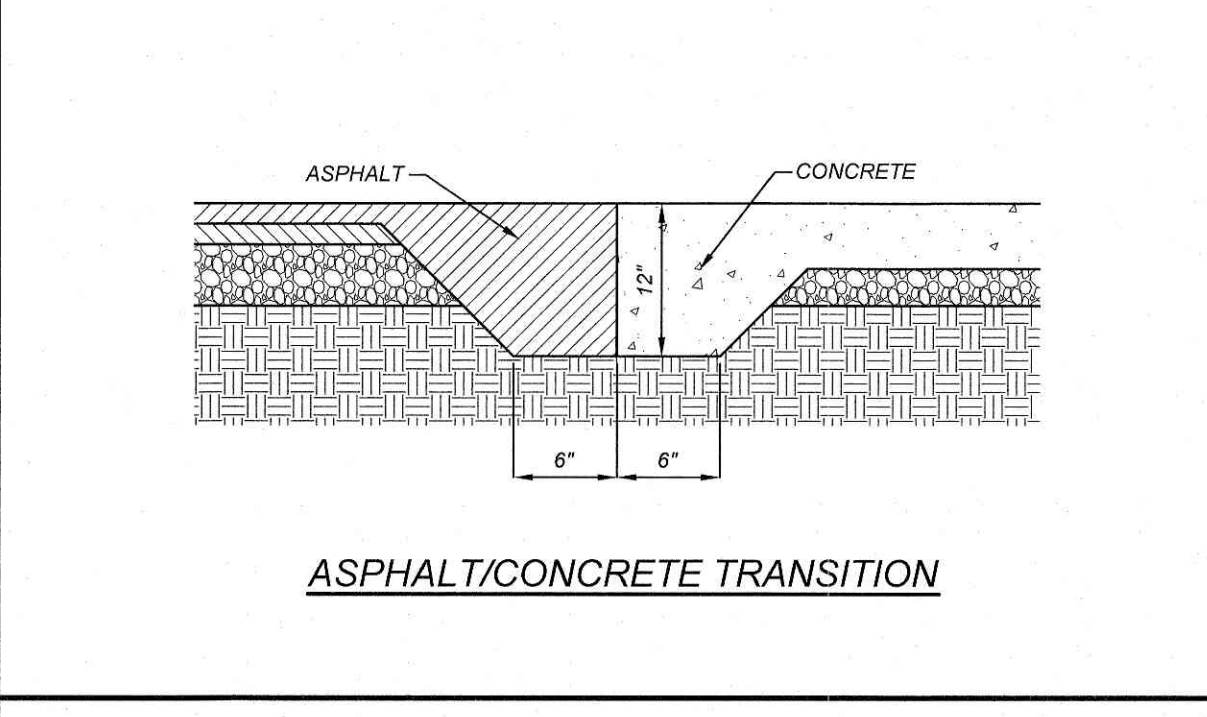 ASPHALT
CONCRETE
12"
6"
6"
ASPHALT/CONCRETE TRANSITION